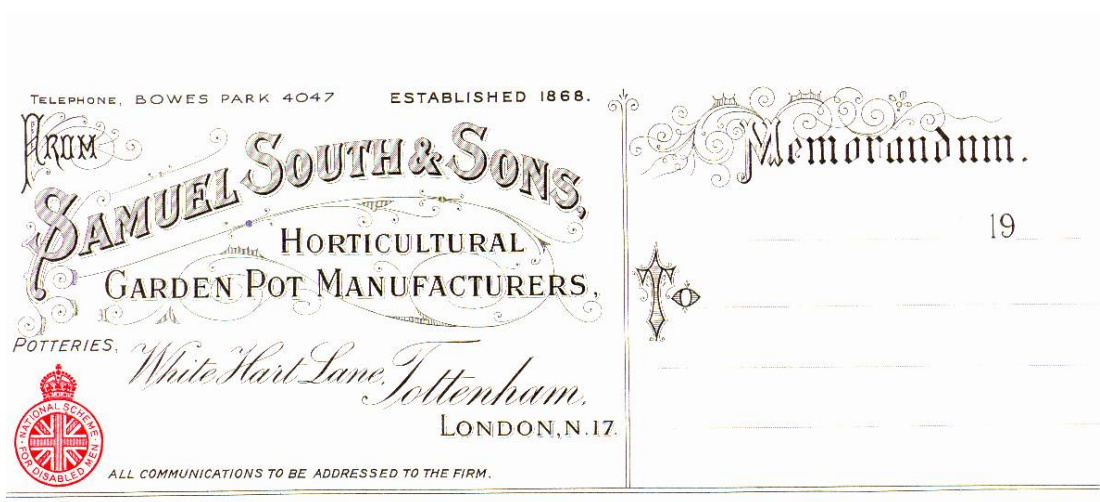 TELEPHONE, BOWES PARK 4047 ESTABLISHED 1868.
FROM
SAMUEL SOUTH & SONS,
HORTICULTURAL
GARDEN POT MANUFACTURERS,
POTTERIES,
White Hart Lane, Tottenham,
LONDON, N.17.
NATIONAL SCHEME
FOR DISABLED MEN
ALL COMMUNICATIONS TO BE ADDRESSED TO THE FIRM.
Memorandum.
19
To